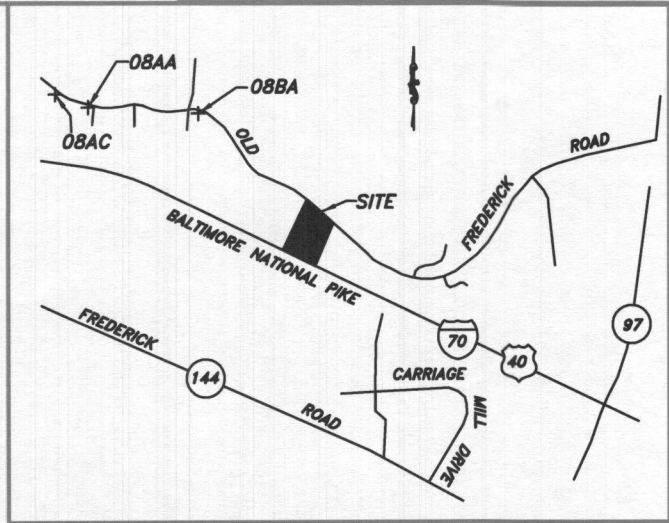 08AA
08BA
08AC
OLD
FREDERICK
ROAD
SITE
BALTIMORE NATIONAL PIKE
97
70
40
FREDERICK
144
ROAD
CARRIAGE
MILL
DRIVE